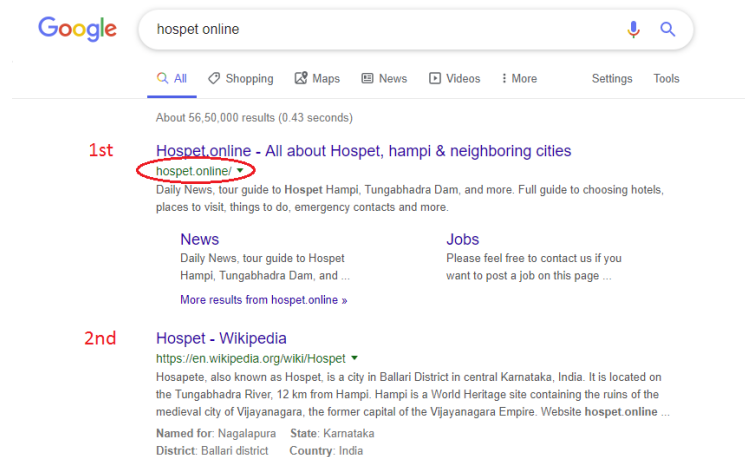 Google
hospet online
All Shopping Maps News Videos More Settings Tools
About 56,50,000 results (0.43 seconds)
1st
Hospet.online - All about Hospet, hampi & neighboring cities
hospet.online/
Daily News, tour guide to Hospet Hampi, Tungabhadra Dam, and more. Full guide to choosing hotels,
places to visit, things to do, emergency contacts and more.
News
Daily News, tour guide to Hospet
Hampi, Tungabhadra Dam, and ...
Jobs
Please feel free to contact us if you
want to post a job on this page ...
More results from hospet.online »
2nd
Hospet - Wikipedia
https://en.wikipedia.org/wiki/Hospet
Hosapete, also known as Hospet, is a city in Ballari District in central Karnataka, India. It is located on
the Tungabhadra River, 12 km from Hampi. Hampi is a World Heritage site containing the ruins of the
medieval city of Vijayanagara, the former capital of the Vijayanagara Empire. Website hospet.online ...
Named for: Nagalapura State: Karnataka
District: Ballari district Country: India